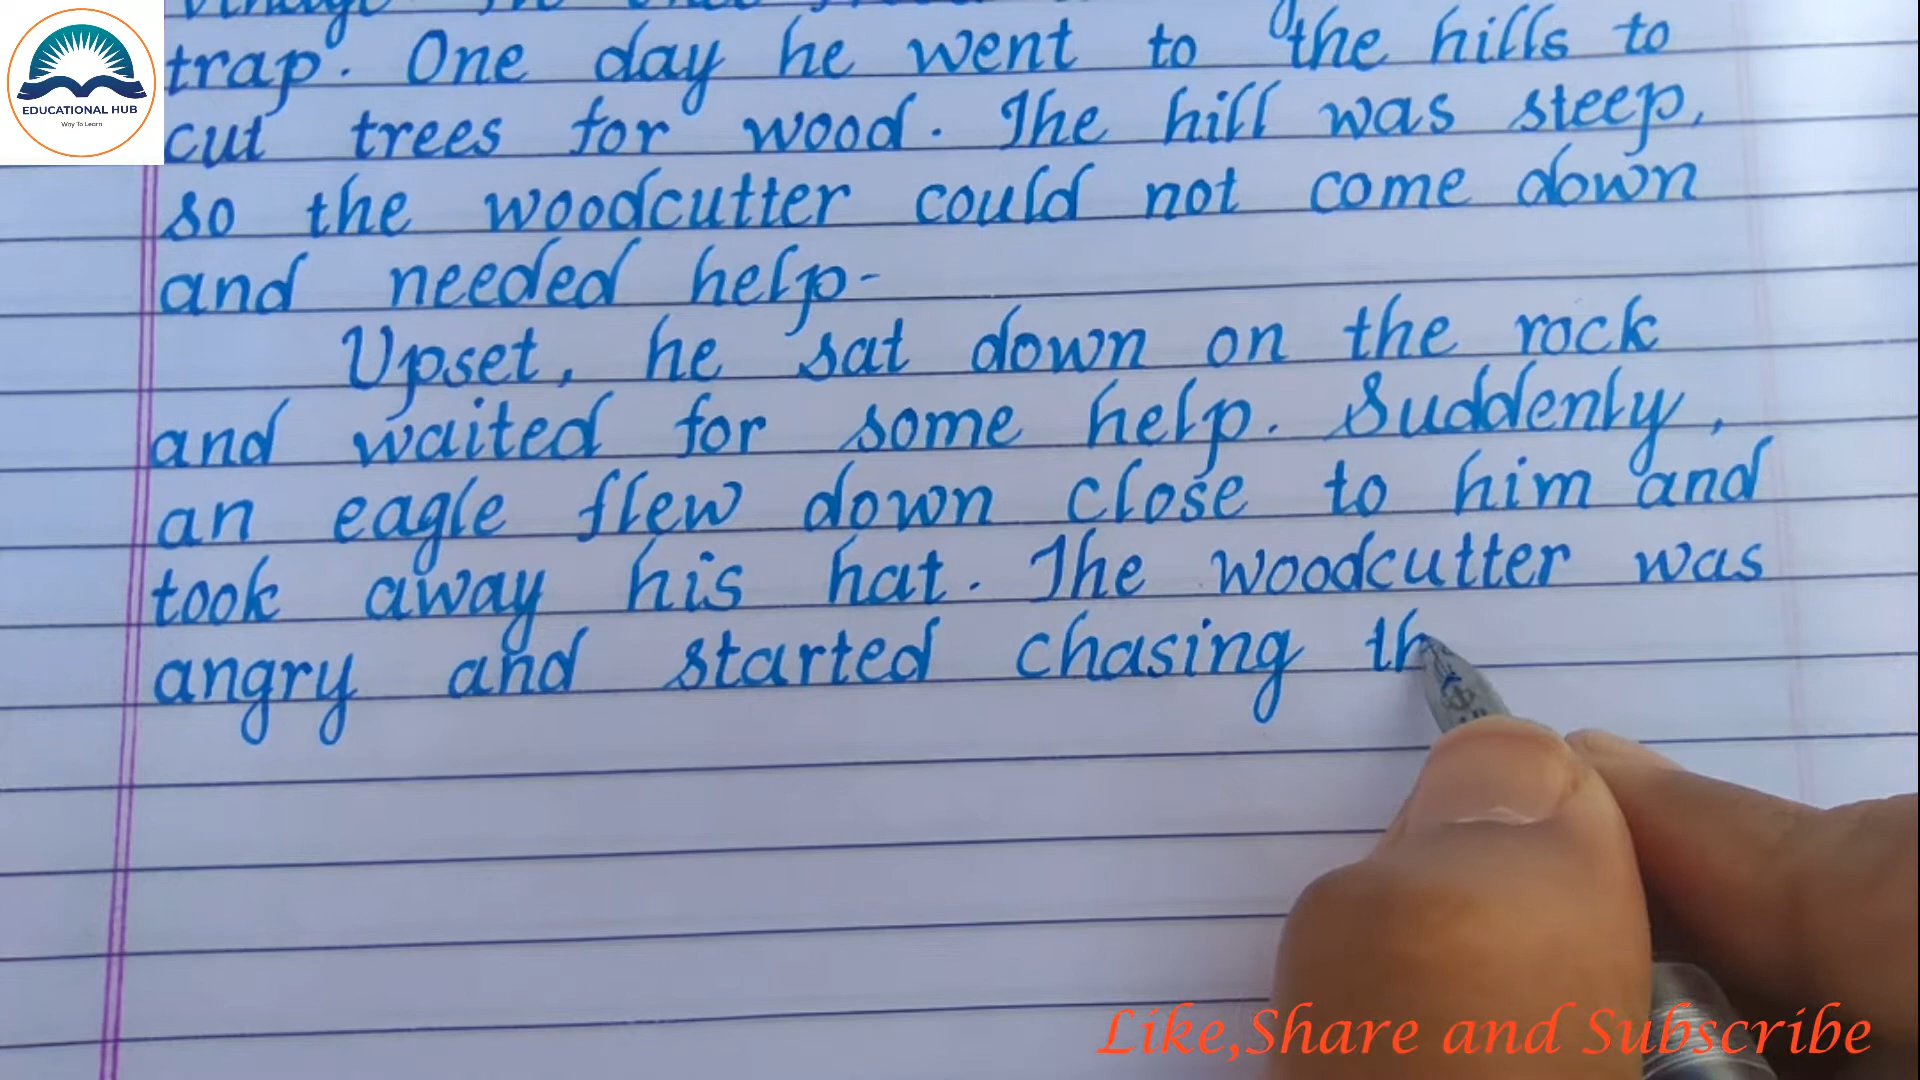 EDUCATIONAL HUB
Way To Learn
trap. One day he went to the hills to
cut trees for wood. The hill was steep,
so the woodcutter could not come down
and needed help-
Upset, he sat down on the rock
and waited for some help. Suddenly,
an eagle flew down close to him and
took away his hat. The woodcutter was
angry and started chasing th
Like,Share and Subscribe